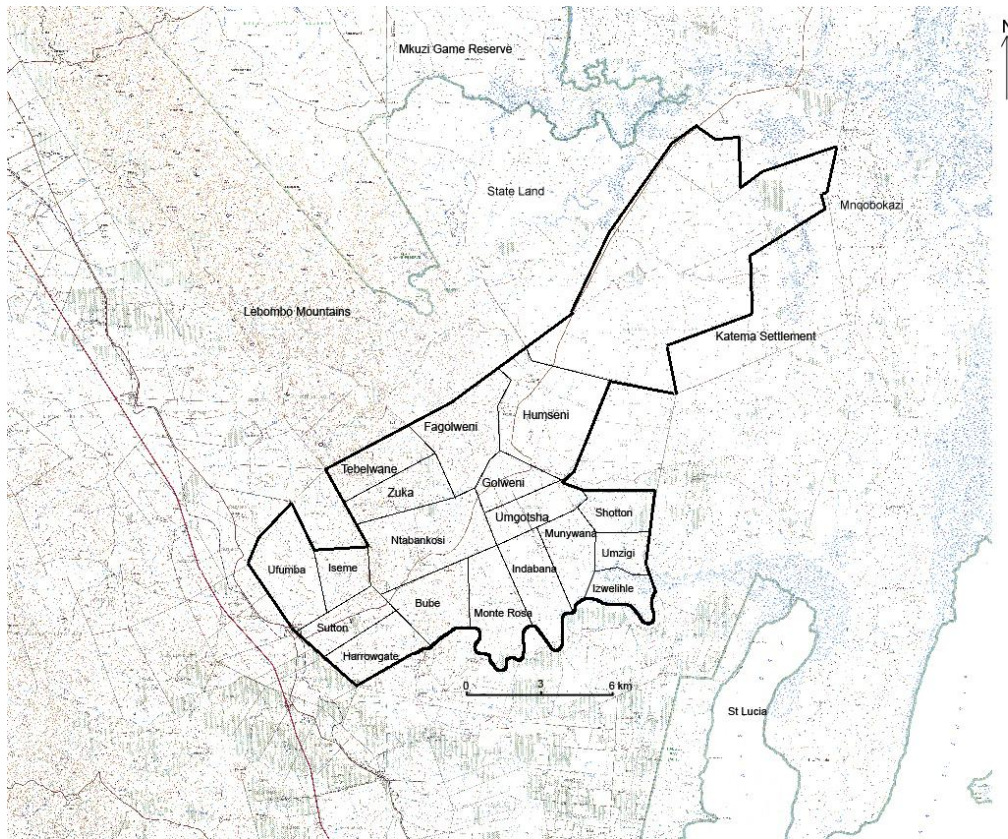 N
Mkuzi Game Reserve
State Land
Mnqobokazi
Lebombo Mountains
Katema Settlement
Humseni
Fagolweni
Tebelwane
Golweni
Zuka
Umgotsha
Shotton
Munywana
Ntabankosi
Umzigi
Ufumba
Iseme
Indabana
Izwelihle
Bube
Monte Rosa
Sutton
Harrowgate
0 3 6 km
St Lucia